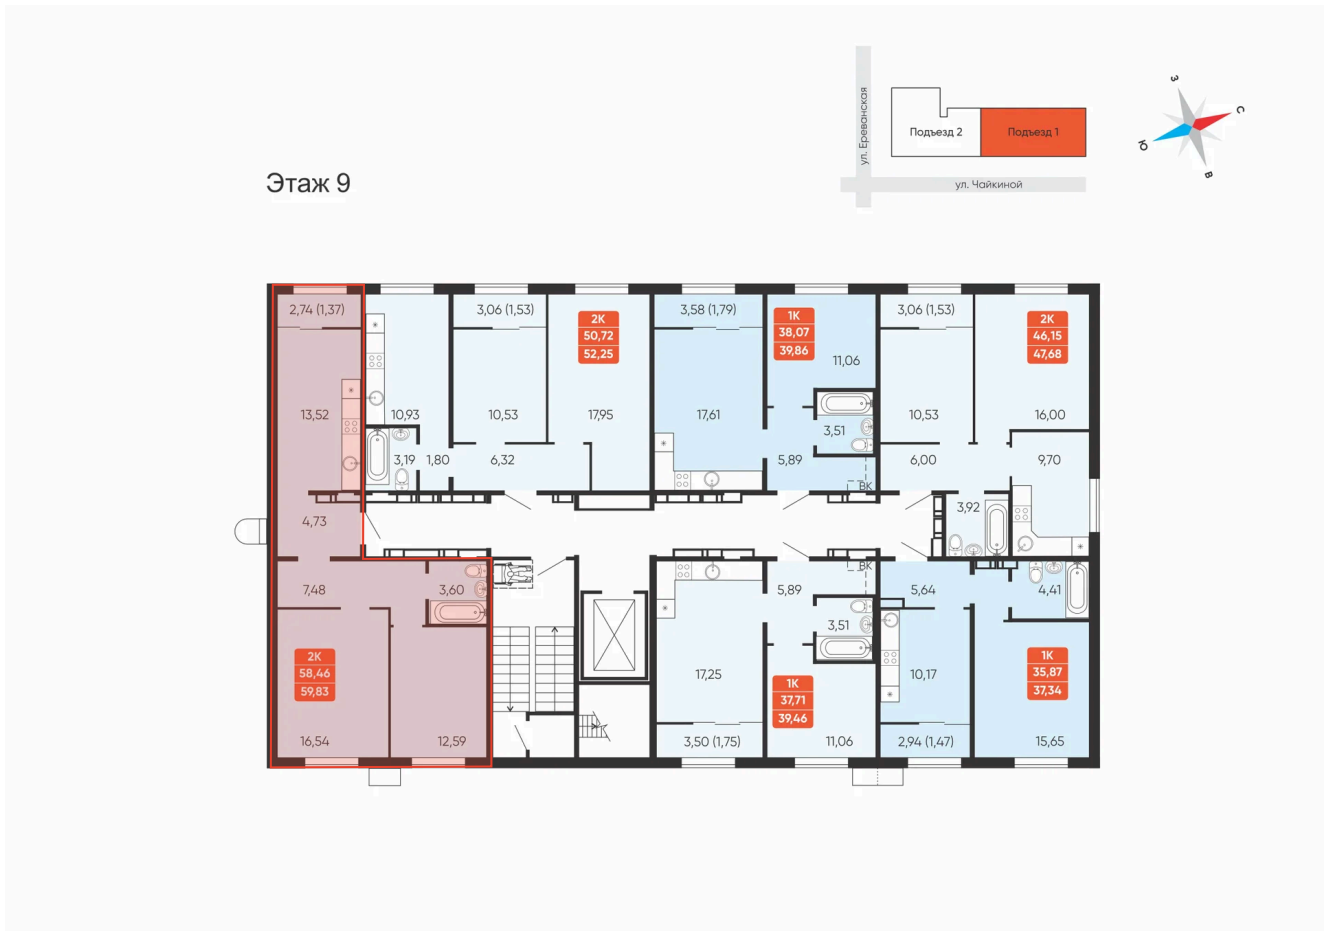 З
С
Ю
В
ул. Ереванская
Подъезд 2
Подъезд 1
ул. Чайкиной
Этаж 9
2,74 (1,37)
3,06 (1,53)
2К
50,72
52,25
3,58 (1,79)
1К
38,07
39,86
3,06 (1,53)
2К
46,15
47,68
11,06
13,52
10,93
10,53
17,95
17,61
3,51
10,53
16,00
3,19
1,80
6,32
5,89
6,00
9,70
ВК
4,73
3,92
ВК
7,48
3,60
5,89
5,64
4,41
3,51
2К
58,46
59,83
17,25
1К
37,71
39,46
10,17
1К
35,87
37,34
16,54
12,59
3,50 (1,75)
11,06
2,94 (1,47)
15,65